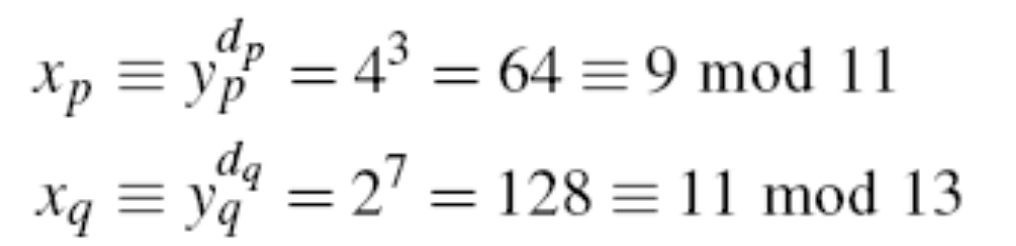 x_p ≡ y_p^{d_p} = 4^3 = 64 ≡ 9 mod 11
x_q ≡ y_q^{d_q} = 2^7 = 128 ≡ 11 mod 13